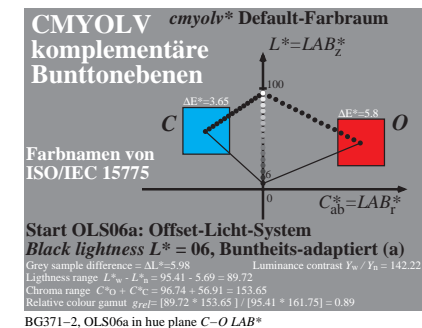 CMYOLV
komplementäre
Bunttonebenen
cmyolv* Default-Farbraum
L*=LAB*z
100
ΔE*=3.65
ΔE*=5.8
C
O
Farbnamen von
ISO/IEC 15775
6
0
C*ab=LAB*r
Start OLS06a: Offset-Licht-System
Black lightness L* = 06, Buntheits-adaptiert (a)
Grey sample difference = ΔL*=5.98
Luminance contrast Yw / Yn = 142.22
Ligthness range L*w - L*n = 95.41 - 5.69 = 89.72
Chroma range C*O + C*C = 96.74 + 56.91 = 153.65
Relative colour gamut grel= [89.72 * 153.65 ] / [95.41 * 161.75] = 0.89
BG371−2, OLS06a in hue plane C−O LAB*